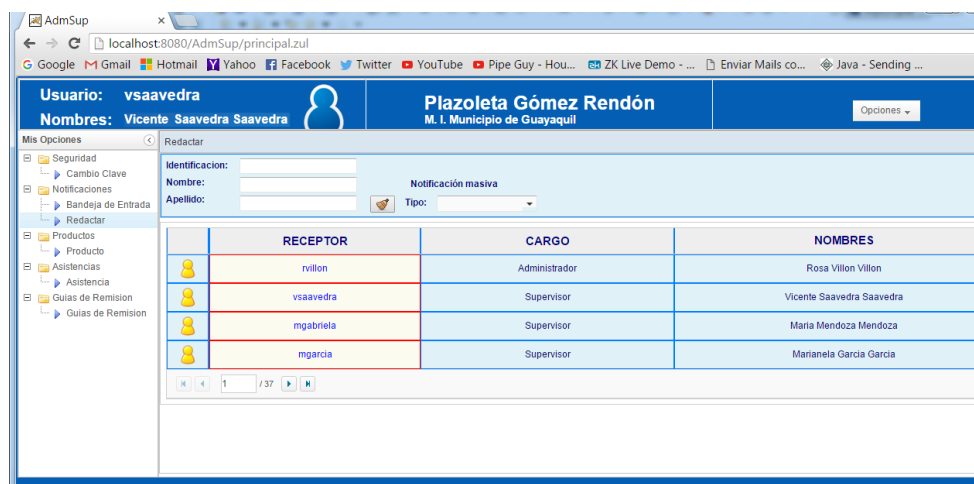 AdmSup
localhost:8080/AdmSup/principal.zul
Google Gmail Hotmail Yahoo Facebook Twitter YouTube Pipe Guy - Hou... ZK Live Demo - ... Enviar Mails co... Java - Sending ...
Usuario: vsaavedra
Nombres: Vicente Saavedra Saavedra
Plazoleta Gómez Rendón
M. I. Municipio de Guayaquil
Opciones
Mis Opciones
Seguridad
Cambio Clave
Notificaciones
Bandeja de Entrada
Redactar
Productos
Producto
Asistencias
Asistencia
Guias de Remision
Guias de Remision
Redactar
Identificacion:
Nombre:
Notificación masiva
Apellido:
Tipo:
RECEPTOR CARGO NOMBRES
rvillon Administrador Rosa Villon Villon
vsaavedra Supervisor Vicente Saavedra Saavedra
mgabriela Supervisor Maria Mendoza Mendoza
mgarcia Supervisor Marianela Garcia Garcia
1 / 37